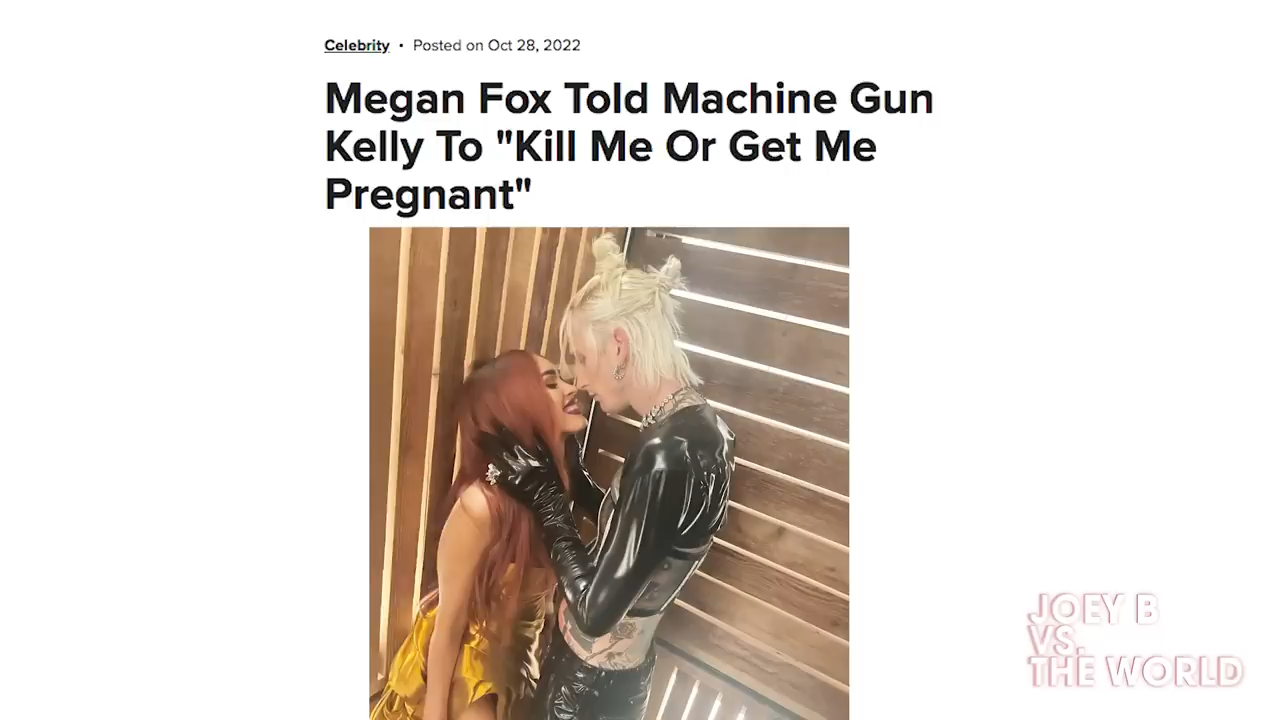 Celebrity • Posted on Oct 28, 2022
Megan Fox Told Machine Gun
Kelly To "Kill Me Or Get Me
Pregnant"
JOEY B
VS.
THE WORLD